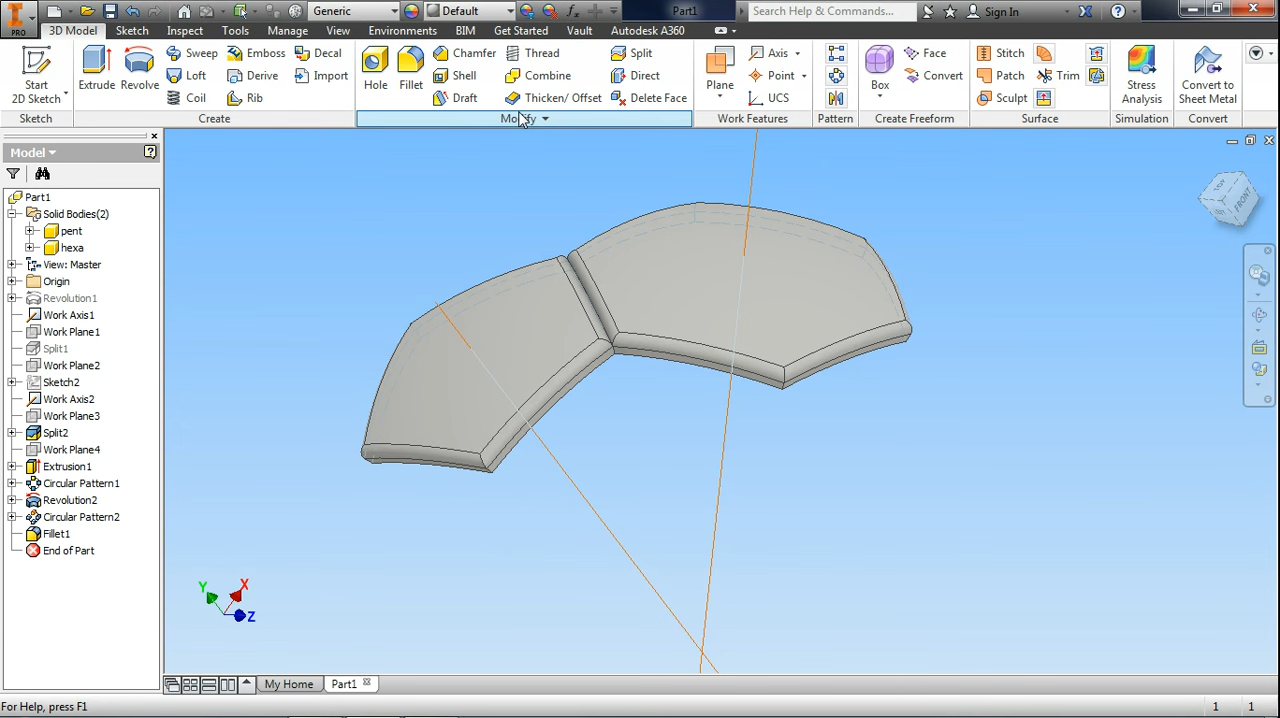 Generic
Default
Part1
Search Help & Commands...
Sign In
PRO
3D Model
Sketch
Inspect
Tools
Manage
View
Environments
BIM
Get Started
Vault
Autodesk A360
Start
2D Sketch
Extrude
Revolve
Sweep
Loft
Coil
Emboss
Derive
Rib
Decal
Import
Hole
Fillet
Chamfer
Shell
Draft
Thread
Combine
Thicken/ Offset
Split
Direct
Delete Face
Plane
Axis
Point
UCS
Box
Face
Convert
Stitch
Patch
Sculpt
Trim
Stress
Analysis
Convert to
Sheet Metal
Sketch
Create
Modify
Work Features
Pattern
Create Freeform
Surface
Simulation
Convert
Model
Part1
Solid Bodies(2)
pent
hexa
View: Master
Origin
Revolution1
Work Axis1
Work Plane1
Split1
Work Plane2
Sketch2
Work Axis2
Work Plane3
Split2
Work Plane4
Extrusion1
Circular Pattern1
Revolution2
Circular Pattern2
Fillet1
End of Part
FRONT
X
Y
Z
My Home
Part1
For Help, press F1
1
1